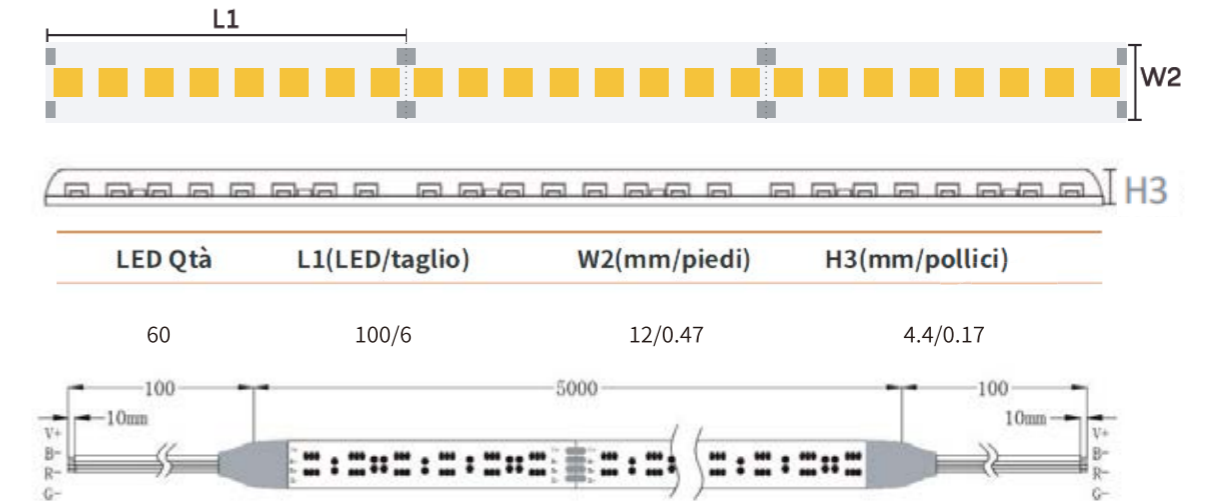 L1
W2
H3
LED Qtà L1(LED/taglio) W2(mm/piedi) H3(mm/pollici)
60 100/6 12/0.47 4.4/0.17
100 5000 100
10mm 10mm
V+ V+
B- B-
R- R-
G- G-